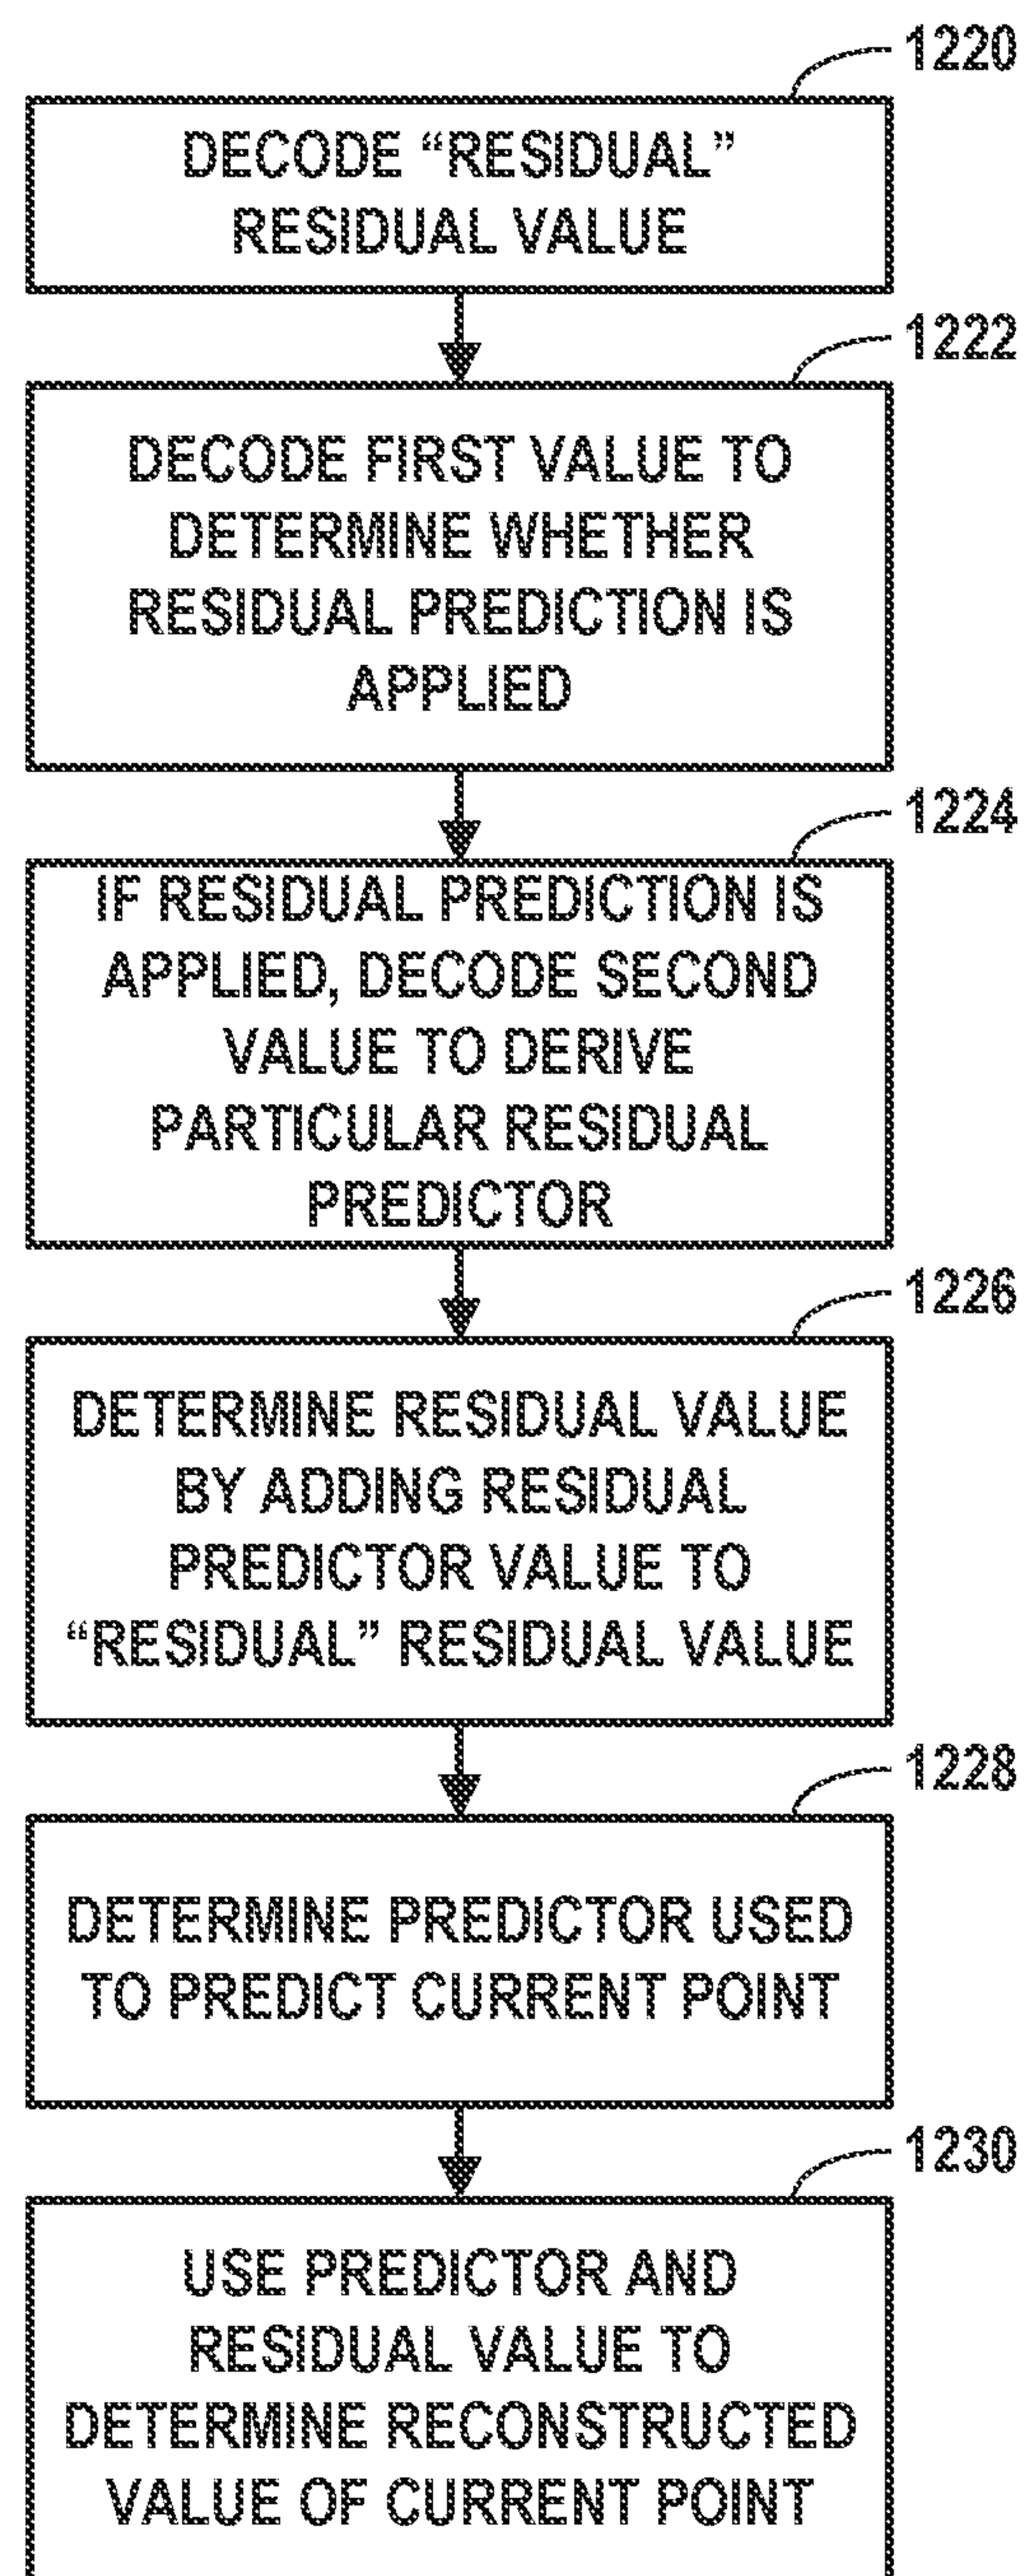 1220
DECODE “RESIDUAL”
RESIDUAL VALUE
1222
DECODE FIRST VALUE TO
DETERMINE WHETHER
RESIDUAL PREDICTION IS
APPLIED
1224
IF RESIDUAL PREDICTION IS
APPLIED, DECODE SECOND
VALUE TO DERIVE
PARTICULAR RESIDUAL
PREDICTOR
1226
DETERMINE RESIDUAL VALUE
BY ADDING RESIDUAL
PREDICTOR VALUE TO
“RESIDUAL” RESIDUAL VALUE
1228
DETERMINE PREDICTOR USED
TO PREDICT CURRENT POINT
1230
USE PREDICTOR AND
RESIDUAL VALUE TO
DETERMINE RECONSTRUCTED
VALUE OF CURRENT POINT